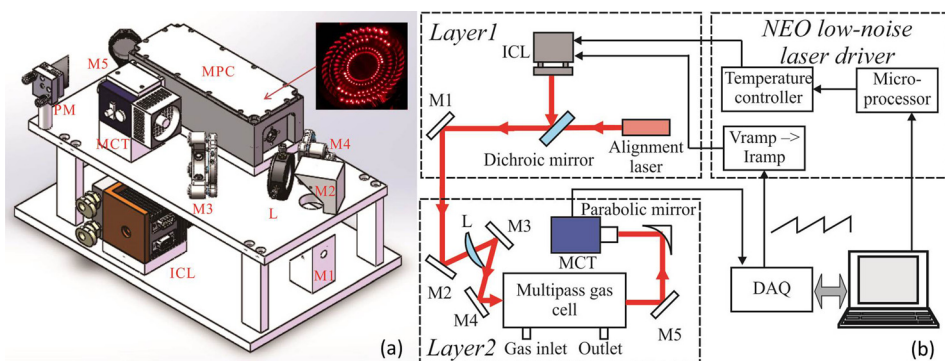 M5
MPC
PM
MCT
M4
M2
M3
L
ICL
M1
(a)
Layer1
ICL
M1
Dichroic mirror
Alignment
laser
NEO low-noise
laser driver
Temperature
controller
Micro-
processor
Vramp –>
Iramp
L
M3
Parabolic mirror
MCT
M2
M4
Multipass gas
cell
M5
Gas inlet
Outlet
Layer2
DAQ
(b)